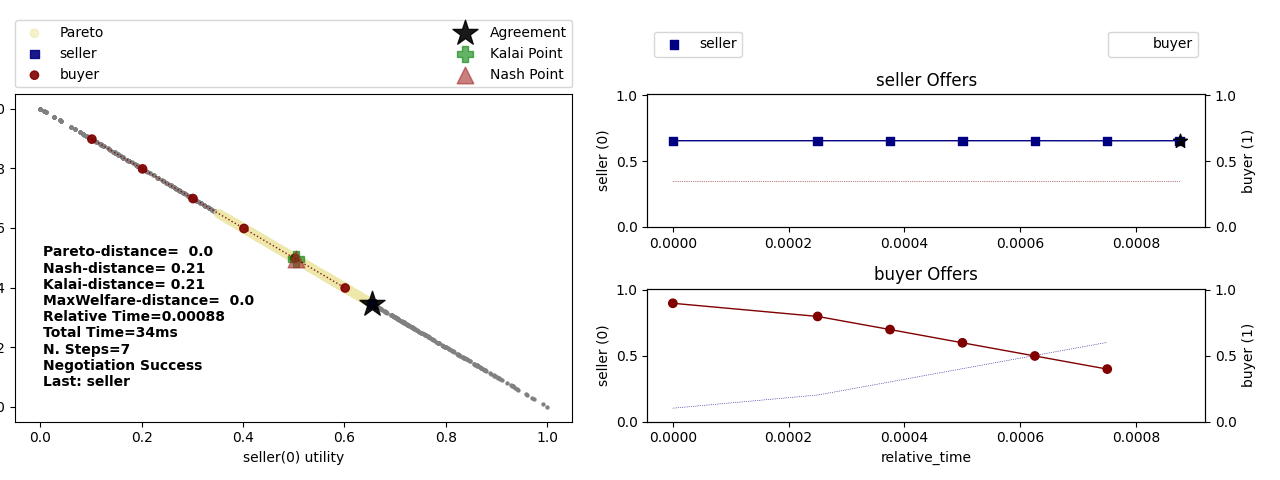 Pareto
seller
buyer
Agreement
Kalai Point
Nash Point
Pareto-distance= 0.0
Nash-distance= 0.21
Kalai-distance= 0.21
MaxWelfare-distance= 0.0
Relative Time=0.00088
Total Time=34ms
N. Steps=7
Negotiation Success
Last: seller
0.0 0.2 0.4 0.6 0.8 1.0
seller(0) utility
seller
buyer
seller Offers
1.0
0.5
0.0
seller (0)
1.0
0.5
0.0
buyer (1)
0.0000 0.0002 0.0004 0.0006 0.0008
buyer Offers
1.0
0.5
0.0
seller (0)
1.0
0.5
0.0
buyer (1)
0.0000 0.0002 0.0004 0.0006 0.0008
relative_time